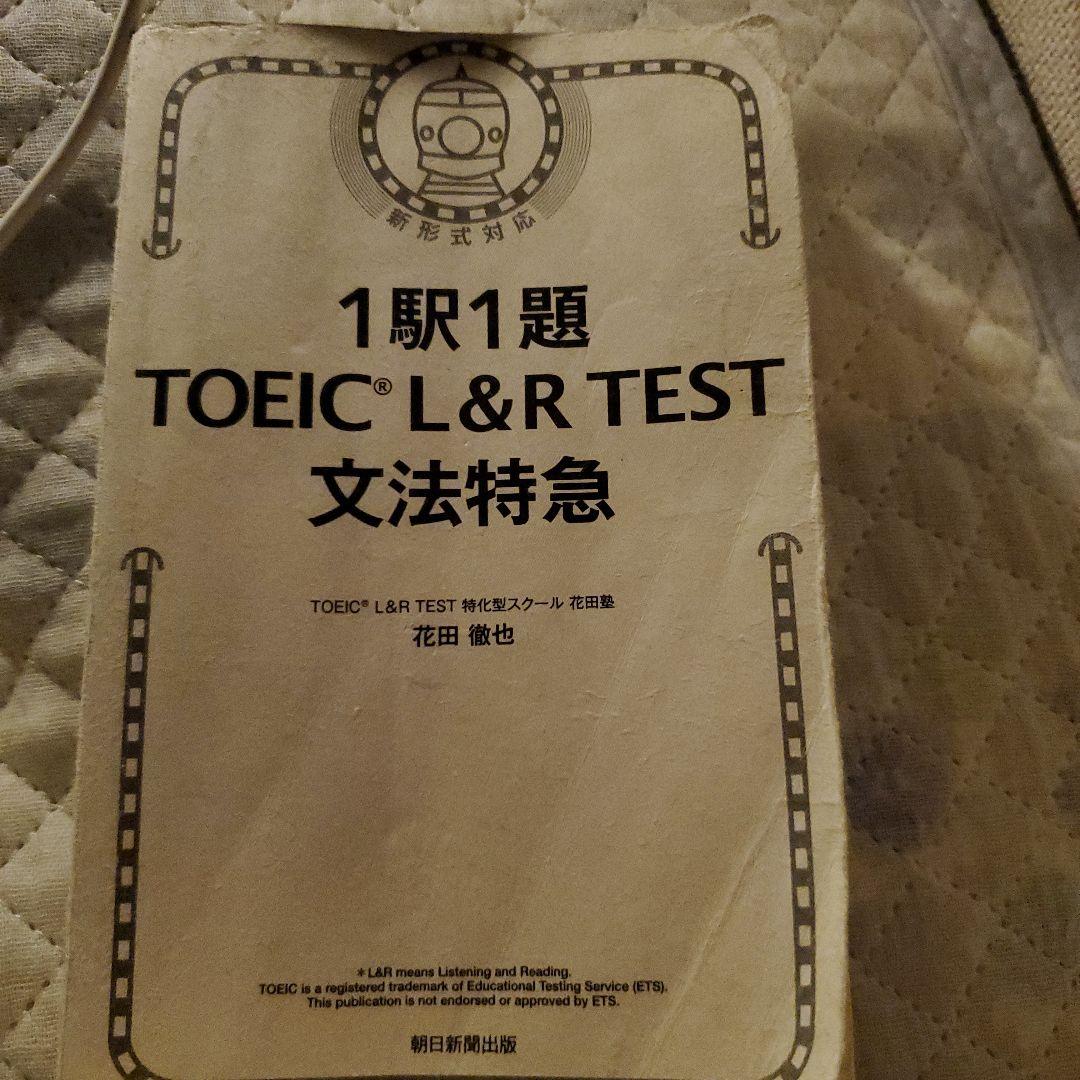 新形式対応
1駅1題
TOEIC® L&R TEST
文法特急
TOEIC® L&R TEST 特化型スクール 花田塾
花田 徹也
*L&R means Listening and Reading.
TOEIC is a registered trademark of Educational Testing Service (ETS).
This publication is not endorsed or approved by ETS.
朝日新聞出版